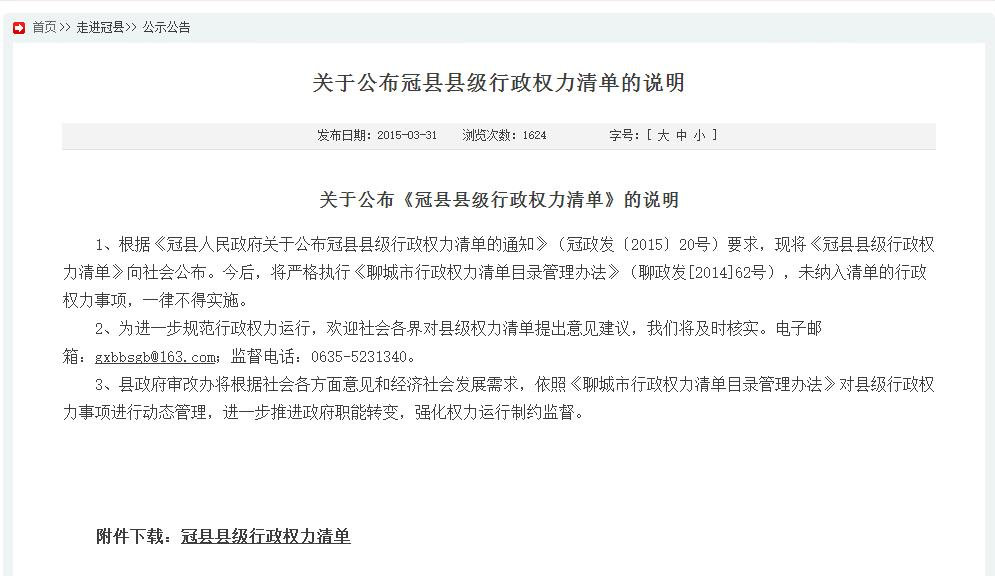 首页>> 走进冠县>> 公示公告
关于公布冠县县级行政权力清单的说明
发布日期：2015-03-31 浏览次数：1624 字号：[ 大 中 小 ]
关于公布《冠县县级行政权力清单》的说明
1、根据《冠县人民政府关于公布冠县县级行政权力清单的通知》（冠政发〔2015〕20号）要求，现将《冠县县级行政权
力清单》向社会公布。今后，将严格执行《聊城市行政权力清单目录管理办法》（聊政发[2014]62号），未纳入清单的行政
权力事项，一律不得实施。
2、为进一步规范行政权力运行，欢迎社会各界对县级权力清单提出意见建议，我们将及时核实。电子邮
箱：gxbbsgb@163.com；监督电话：0635-5231340。
3、县政府审改办将根据社会各方面意见和经济社会发展需求，依照《聊城市行政权力清单目录管理办法》对县级行政权
力事项进行动态管理，进一步推进政府职能转变，强化权力运行制约监督。
附件下载：冠县县级行政权力清单